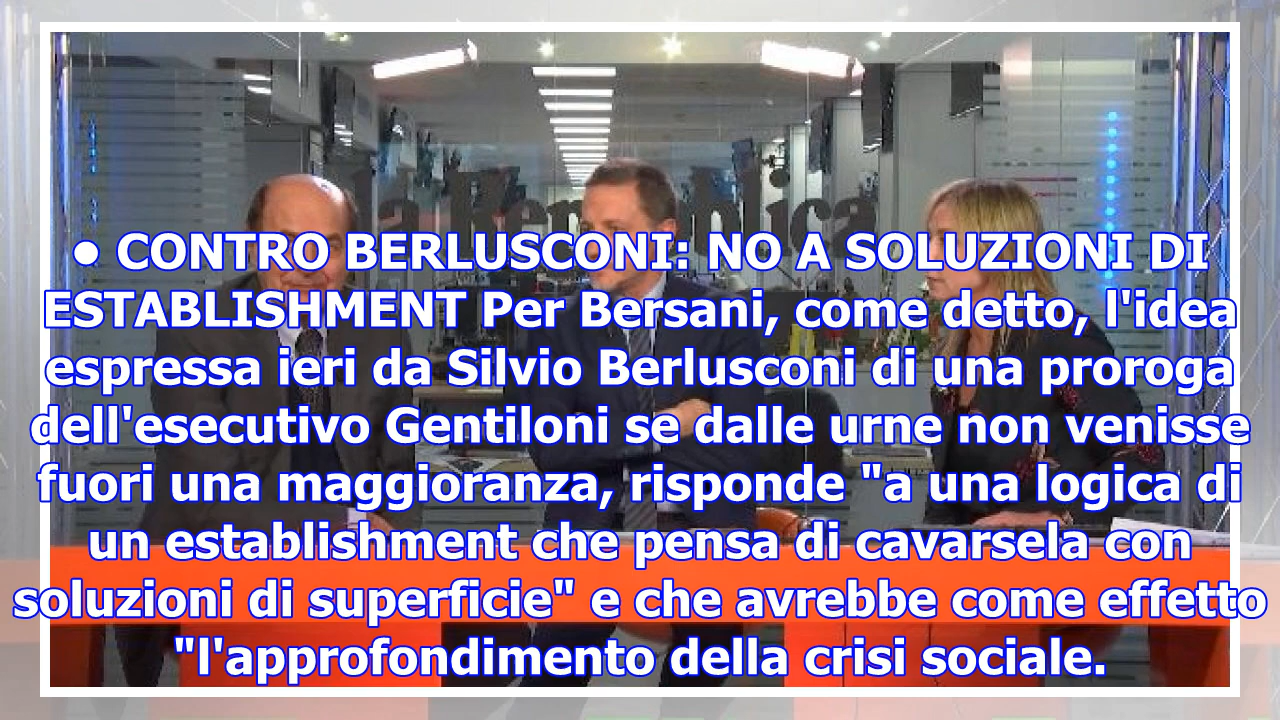 la Repubblica
• CONTRO BERLUSCONI: NO A SOLUZIONI DI
ESTABLISHMENT Per Bersani, come detto, l'idea
espressa ieri da Silvio Berlusconi di una proroga
dell'esecutivo Gentiloni se dalle urne non venisse
fuori una maggioranza, risponde "a una logica di
un establishment che pensa di cavarsela con
soluzioni di superficie" e che avrebbe come effetto
"l'approfondimento della crisi sociale.